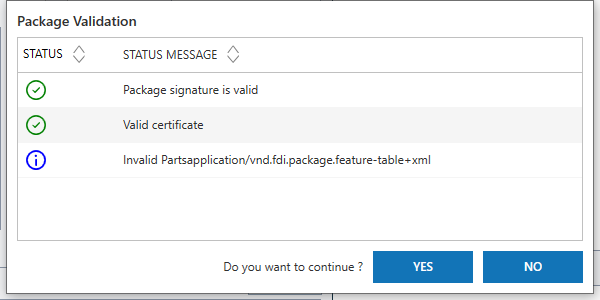 Package Validation
STATUS STATUS MESSAGE
Package signature is valid
Valid certificate
Invalid Partsapplication/vnd.fdi.package.feature-table+xml
Do you want to continue ? YES NO